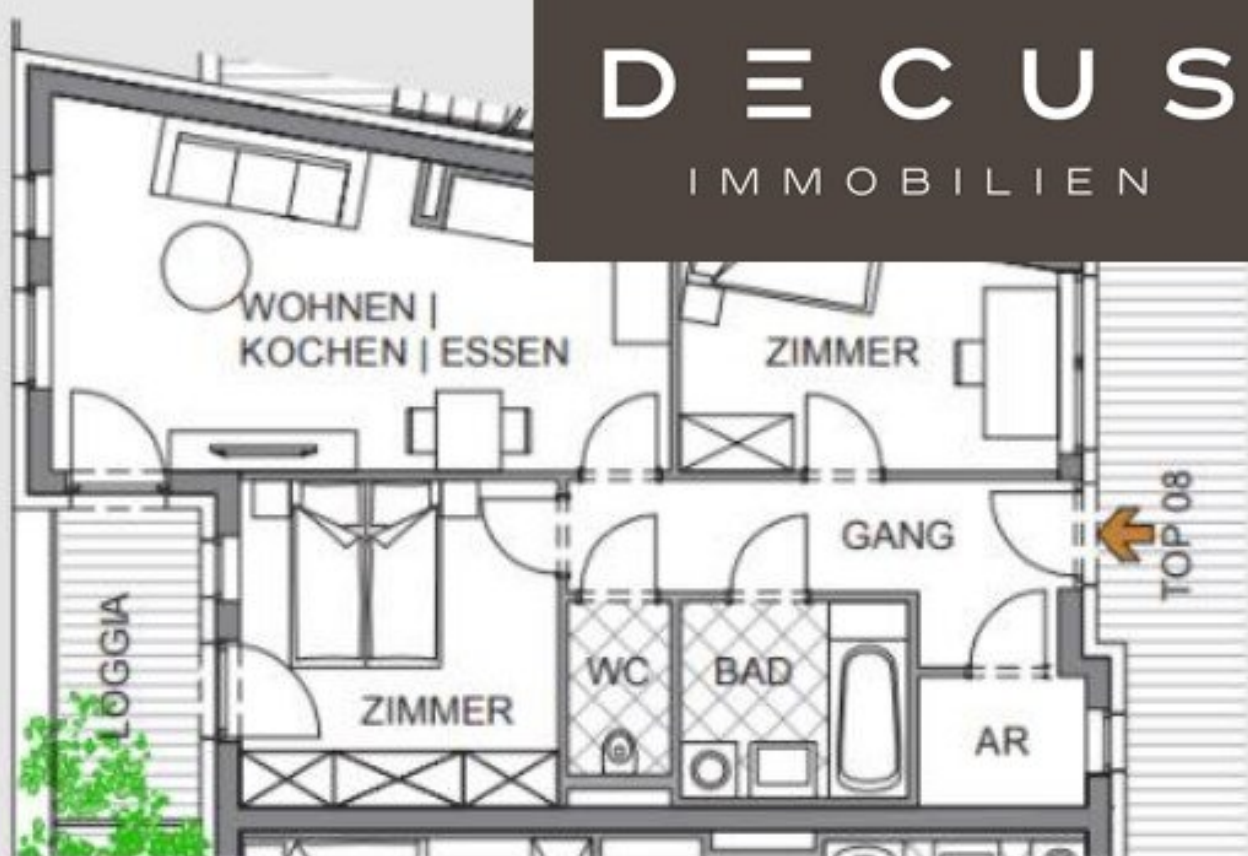 DECUS
IMMOBILIEN
WOHNEN |
KOCHEN | ESSEN
ZIMMER
GANG
TOP 08
LOGGIA
ZIMMER
WC
BAD
AR